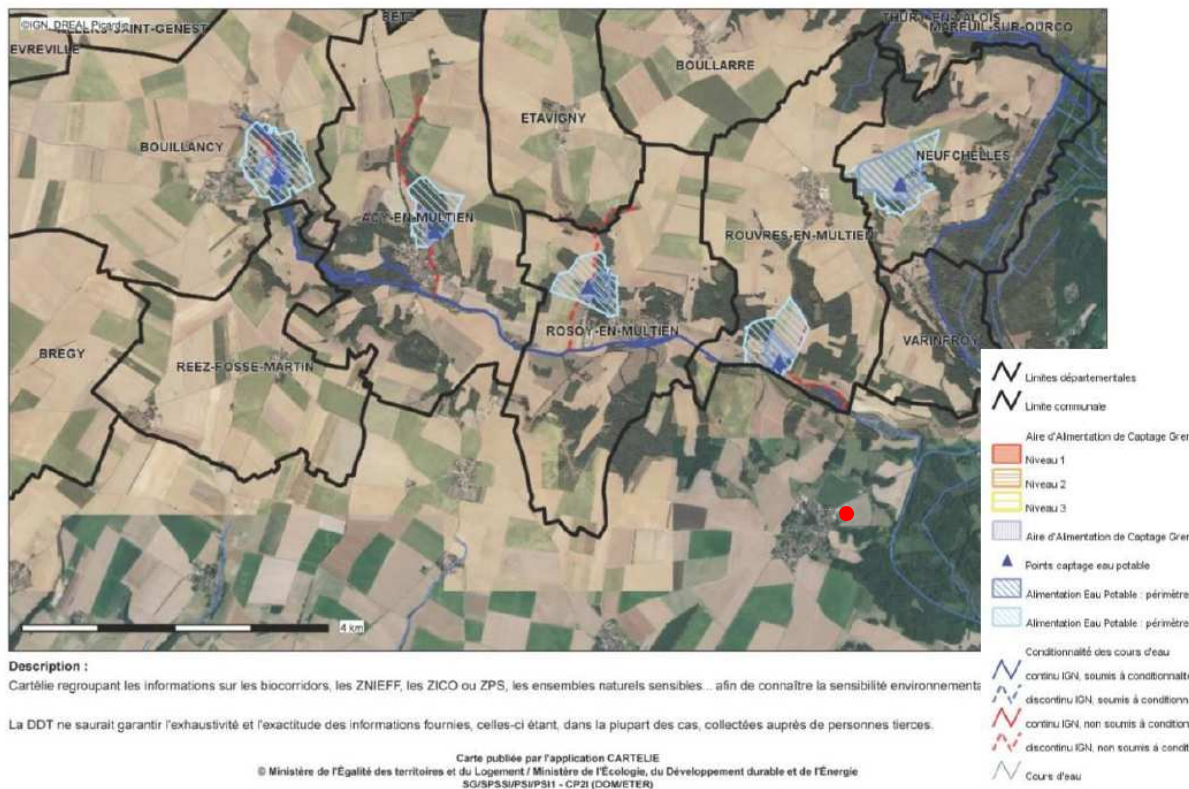 ©IGN, DREAL Picardie
BETZ
THURY-EN-VALOIS
VILLERS-SAINT-GENEST
MAREUIL-SUR-OURCQ
EVREVILLE
BOULLARRE
ETAVIGNY
BOUILLANCY
NEUFCHELLES
ACY-EN-MULTIEN
ROUVRES-EN-MULTIEN
ROSOY-EN-MULTIEN
VARINFROY
BREGY
REEZ-FOSSE-MARTIN
4 km
Limites départementales
Limite communale
Aire d'Alimentation de Captage Gren
Niveau 1
Niveau 2
Niveau 3
Aire d'Alimentation de Captage Gren
Points captage eau potable
Alimentation Eau Potable : périmètre
Alimentation Eau Potable : périmètre
Conditionnalité des cours d'eau
continu IGN, soumis à conditionnalité
discontinu IGN, soumis à condition
continu IGN, non soumis à condition
discontinu IGN, non soumis à condit
Cours d'eau
Description :
Cartélie regroupant les informations sur les biocorridors, les ZNIEFF, les ZICO ou ZPS, les ensembles naturels sensibles... afin de connaître la sensibilité environnementa
La DDT ne saurait garantir l'exhaustivité et l'exactitude des informations fournies, celles-ci étant, dans la plupart des cas, collectées auprès de personnes tierces.
Carte publiée par l'application CARTELIE
© Ministère de l'Égalité des territoires et du Logement / Ministère de l'Écologie, du Développement durable et de l'Énergie
SG/SPSSI/PSI/PSI1 - CP2I (DOM/ETER)